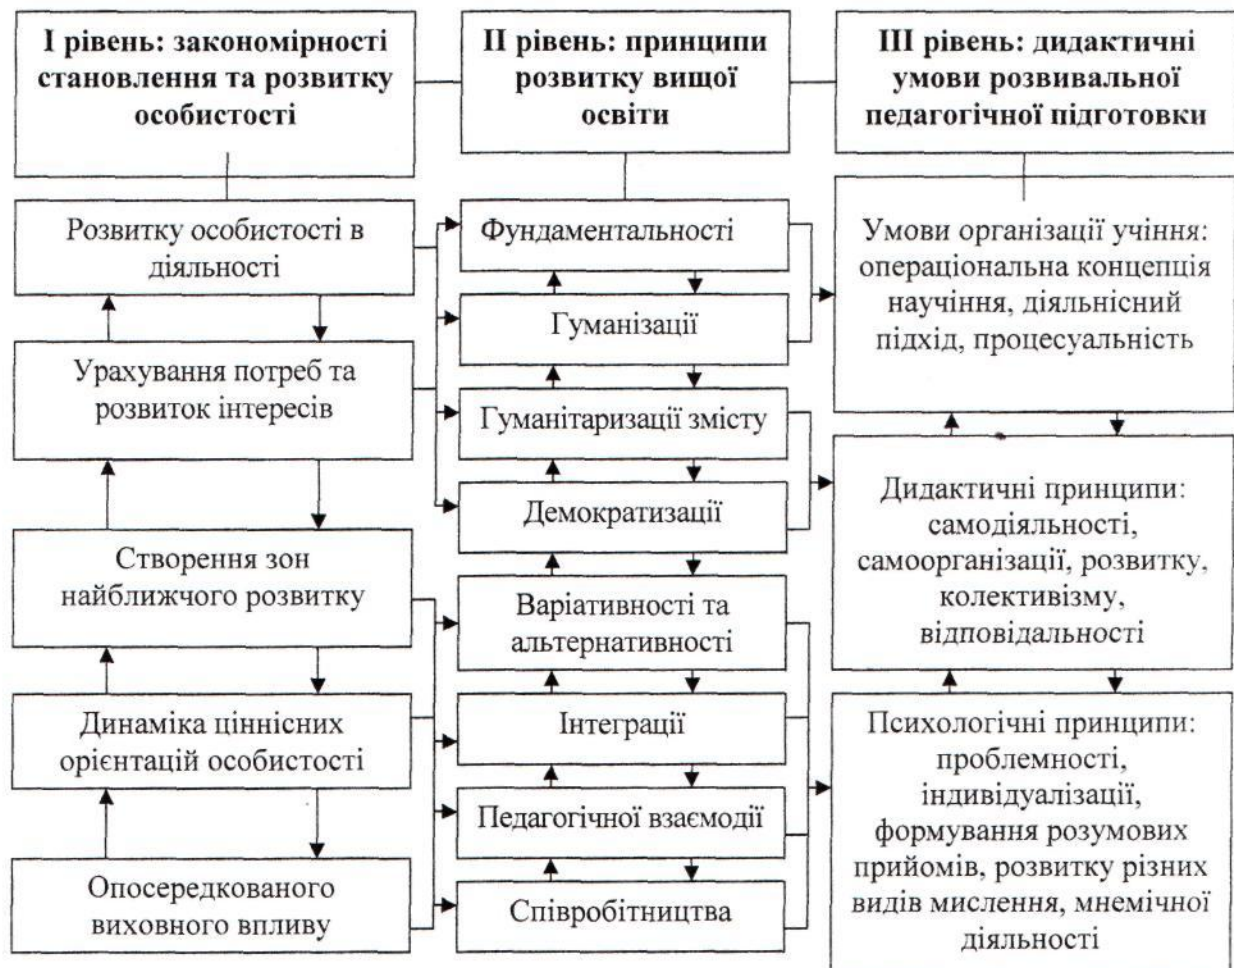 I рівень: закономірності
становлення та розвитку
особистості
II рівень: принципи
розвитку вищої
освіти
III рівень: дидактичні
умови розвивальної
педагогічної підготовки
Розвитку особистості в
діяльності
Урахування потреб та
розвиток інтересів
Створення зон
найближчого розвитку
Динаміка ціннісних
орієнтацій особистості
Опосередкованого
виховного впливу
Фундаментальності
Гуманізації
Гуманітаризації змісту
Демократизації
Варіативності та
альтернативності
Інтеграції
Педагогічної взаємодії
Співробітництва
Умови організації учіння:
операціональна концепція
научіння, діяльнісний
підхід, процесуальність
Дидактичні принципи:
самодіяльності,
самоорганізації, розвитку,
колективізму,
відповідальності
Психологічні принципи:
проблемності,
індивідуалізації,
формування розумових
прийомів, розвитку різних
видів мислення, мнемічної
діяльності